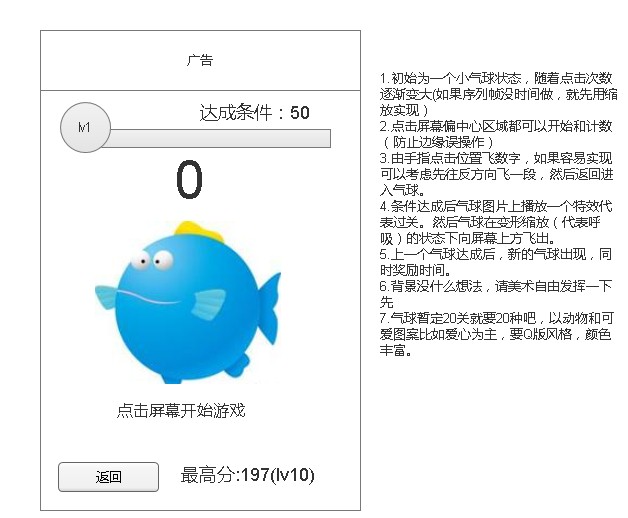 广告
达成条件：50
lv1
0
点击屏幕开始游戏
返回
最高分:197(lv10)
1.初始为一个小气球状态，随着点击次数
逐渐变大(如果序列帧没时间做，就先用缩
放实现）
2.点击屏幕偏中心区域都可以开始和计数
（防止边缘误操作）
3.由手指点击位置飞数字，如果容易实现
可以考虑先往反方向飞一段，然后返回进
入气球。
4.条件达成后气球图片上播放一个特效代
表过关。然后气球在变形缩放（代表呼
吸）的状态下向屏幕上方飞出。
5.上一个气球达成后，新的气球出现，同
时奖励时间。
6.背景没什么想法，请美术自由发挥一下
先
7.气球暂定20关就要20种吧，以动物和可
爱图案比如爱心为主，要Q版风格，颜色
丰富。